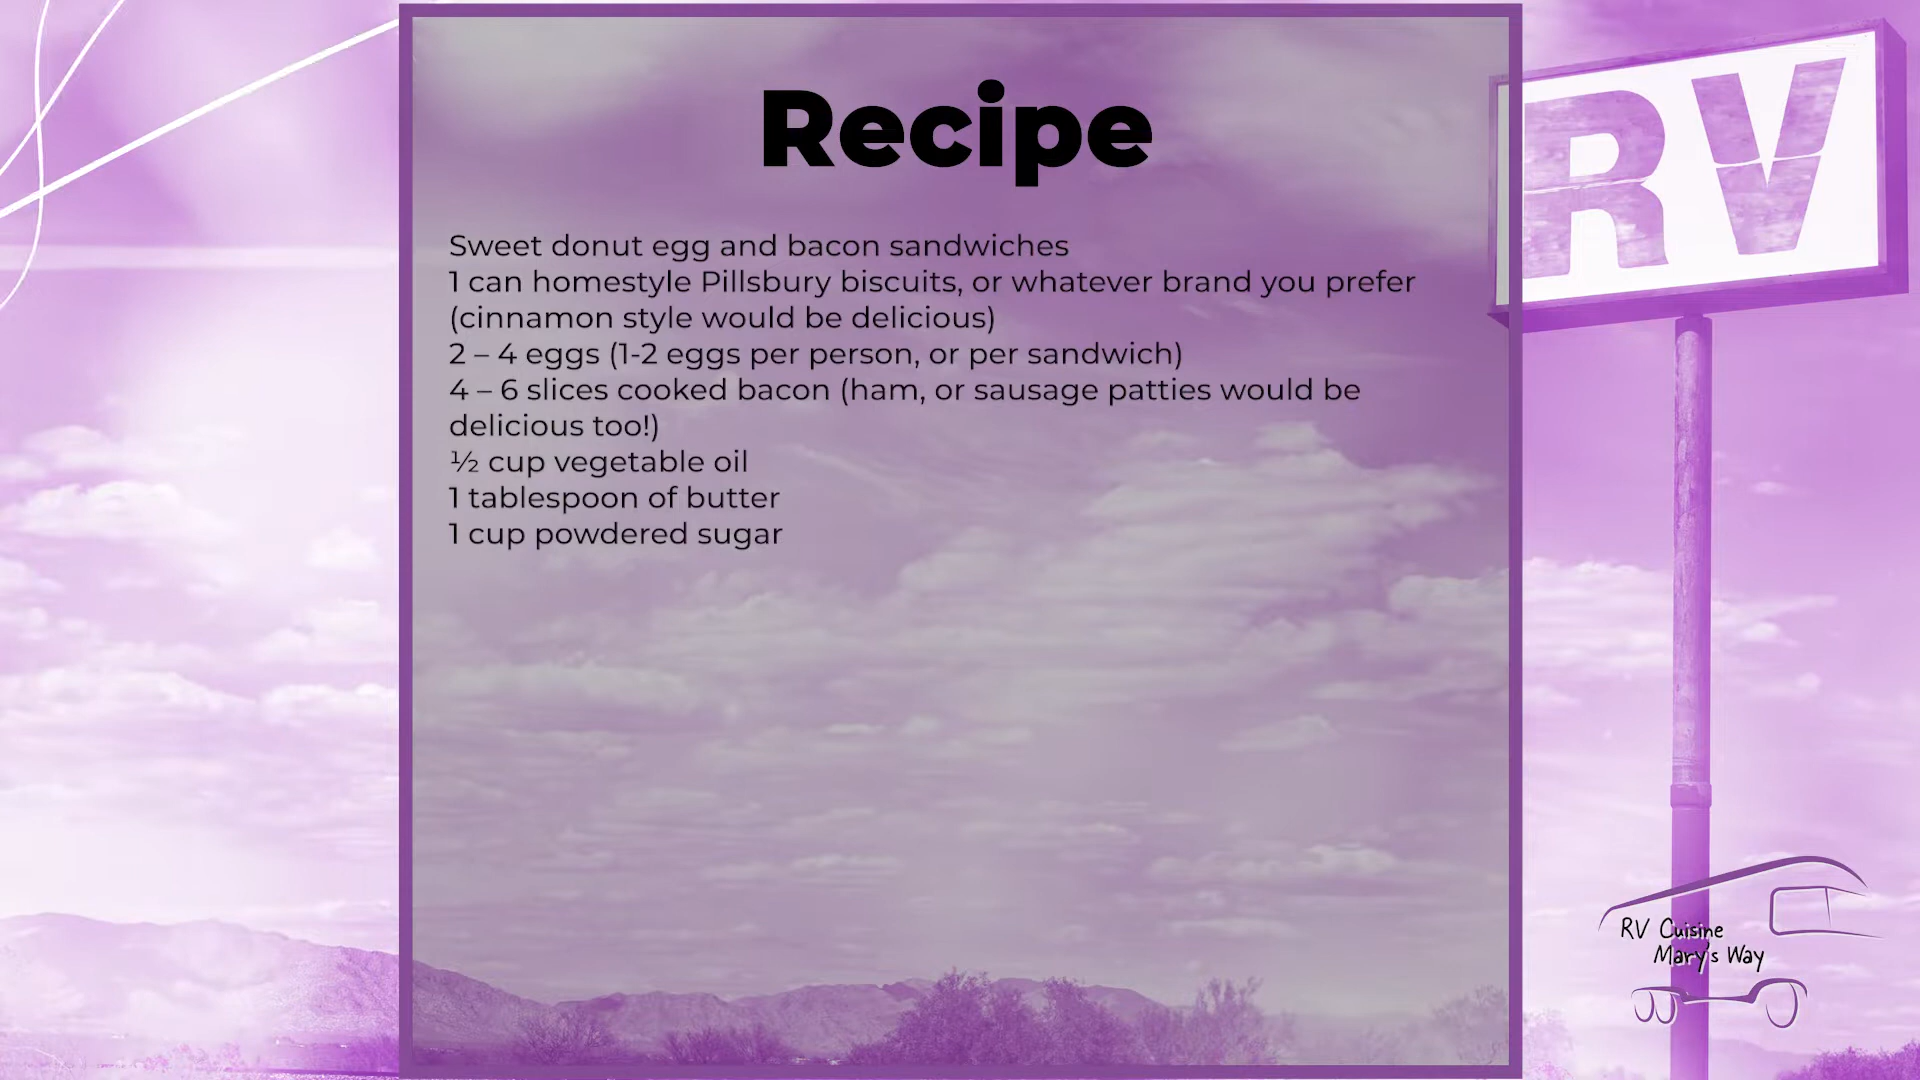 Recipe
Sweet donut egg and bacon sandwiches
1 can homestyle Pillsbury biscuits, or whatever brand you prefer
(cinnamon style would be delicious)
2 – 4 eggs (1-2 eggs per person, or per sandwich)
4 – 6 slices cooked bacon (ham, or sausage patties would be
delicious too!)
½ cup vegetable oil
1 tablespoon of butter
1 cup powdered sugar
RV
RV Cuisine
Mary's Way